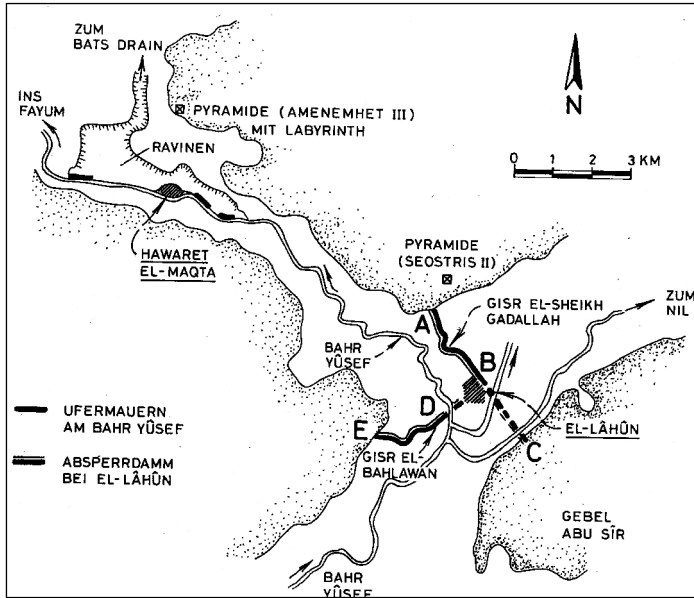 ZUM
BATS DRAIN
INS
FAYUM
PYRAMIDE (AMENEMHET III)
MIT LABYRINTH
RAVINEN
N
0 1 2 3 KM
HAWARET
EL-MAQTA
PYRAMIDE
(SEOSTRIS II)
ZUM
NIL
A
GISR EL-SHEIKH
GADALLAH
BAHR
YÛSEF
B
UFERMAUERN
AM BAHR YÛSEF
D
EL-LÂHÛN
E
C
GISR EL-
BAHLAWAN
ABSPERRDAMM
BEI EL-LÂHÛN
GEBEL
ABU SÎR
BAHR
YÛSEF